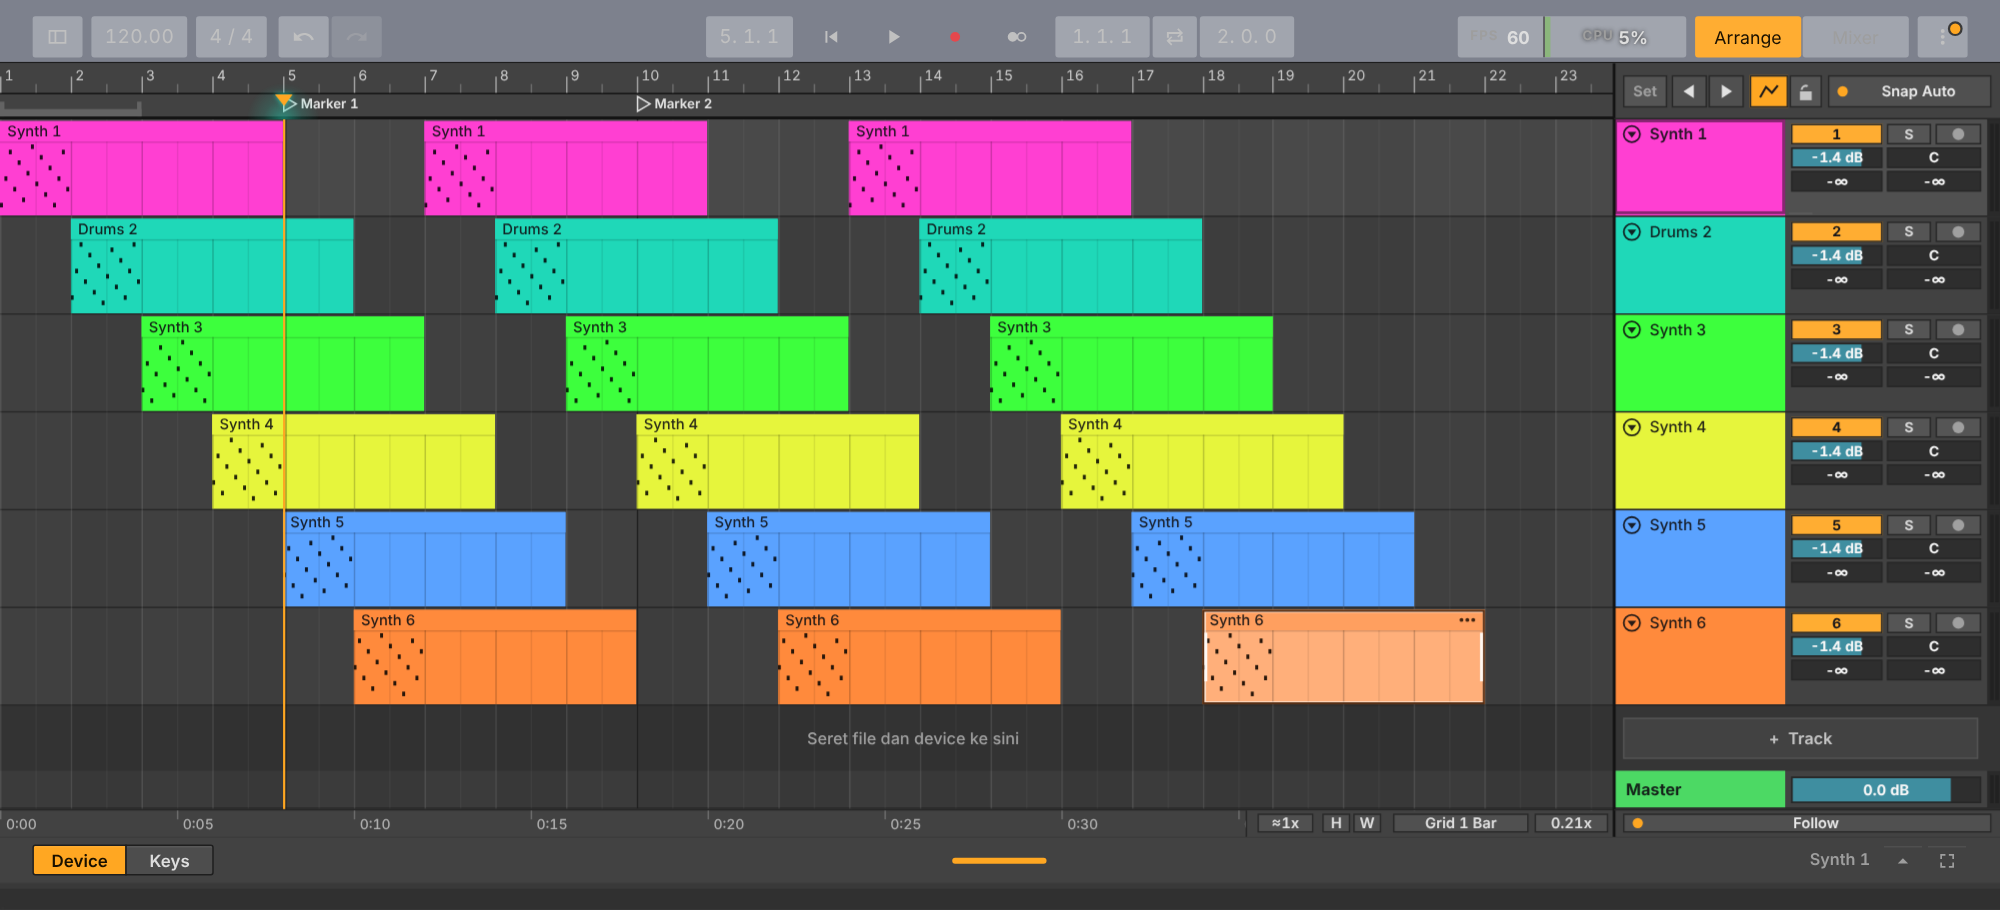 120.00 4 / 4 5. 1. 1 1. 1. 1 2. 0. 0 FPS 60 CPU 5% Arrange Mixer
1 2 3 4 5 6 7 8 9 10 11 12 13 14 15 16 17 18 19 20 21 22 23
Set Snap Auto
Marker 1 Marker 2
Synth 1 Synth 1 Synth 1 Synth 1 1 S
-1.4 dB C
-∞ -∞
Drums 2 Drums 2 Drums 2 Drums 2 2 S
-1.4 dB C
-∞ -∞
Synth 3 Synth 3 Synth 3 Synth 3 3 S
-1.4 dB C
-∞ -∞
Synth 4 Synth 4 Synth 4 Synth 4 4 S
-1.4 dB C
-∞ -∞
Synth 5 Synth 5 Synth 5 Synth 5 5 S
-1.4 dB C
-∞ -∞
Synth 6 Synth 6 Synth 6 ••• Synth 6 6 S
-1.4 dB C
-∞ -∞
Seret file dan device ke sini + Track
Master 0.0 dB
0:00 0:05 0:10 0:15 0:20 0:25 0:30 ≈1x H W Grid 1 Bar 0.21x Follow
Device Keys Synth 1